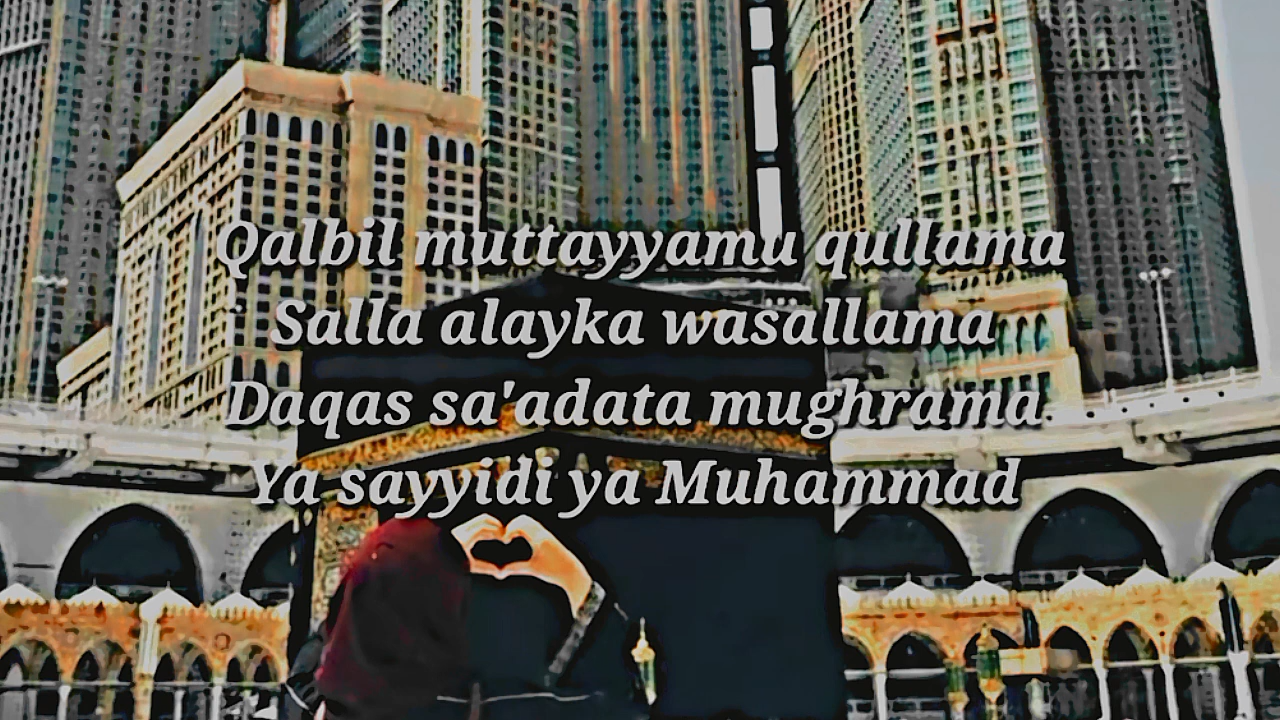 Qalbil muttayyamu qullama
Salla alayka wasallama
Daqas sa'adata mughrama
Ya sayyidi ya Muhammad